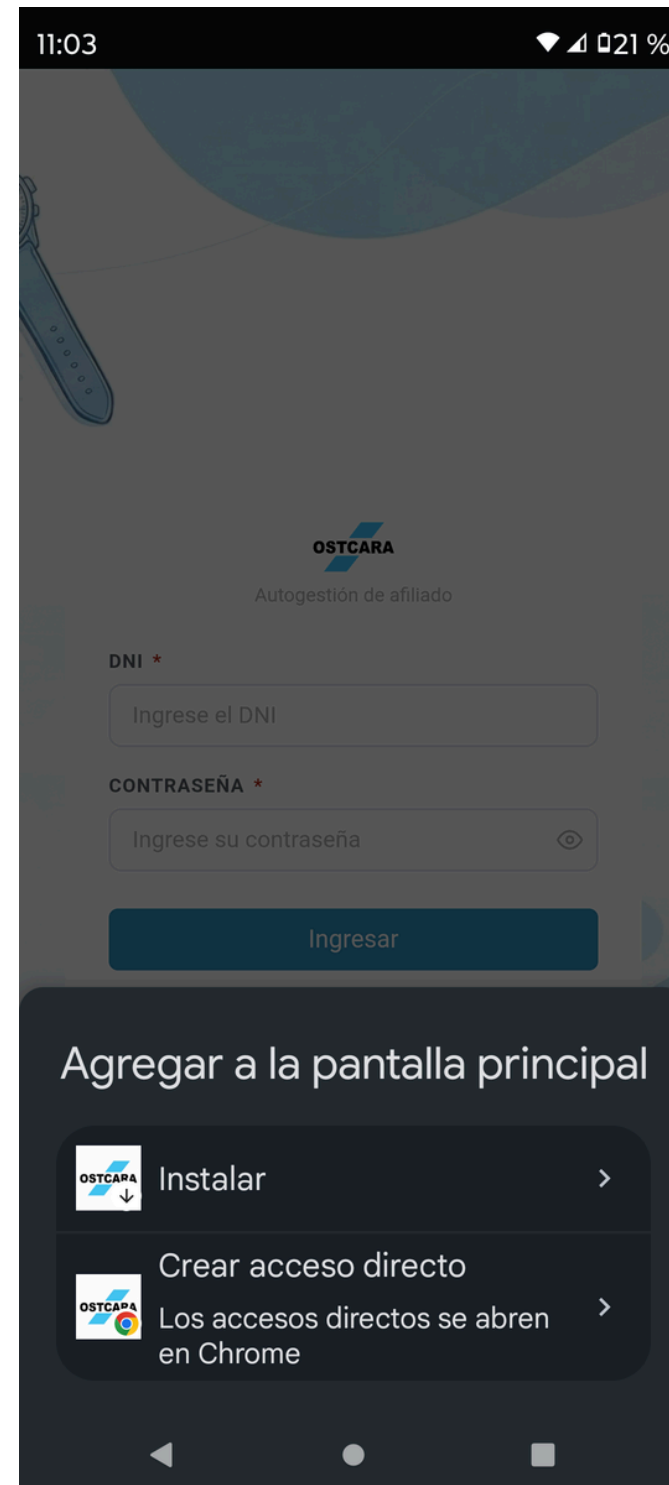 11:03
21 %
OSTCARA
Autogestión de afiliado
DNI *
Ingrese el DNI
CONTRASEÑA *
Ingrese su contraseña
Ingresar
Agregar a la pantalla principal
OSTCARA
Instalar
OSTCARA
Crear acceso directo
Los accesos directos se abren
en Chrome